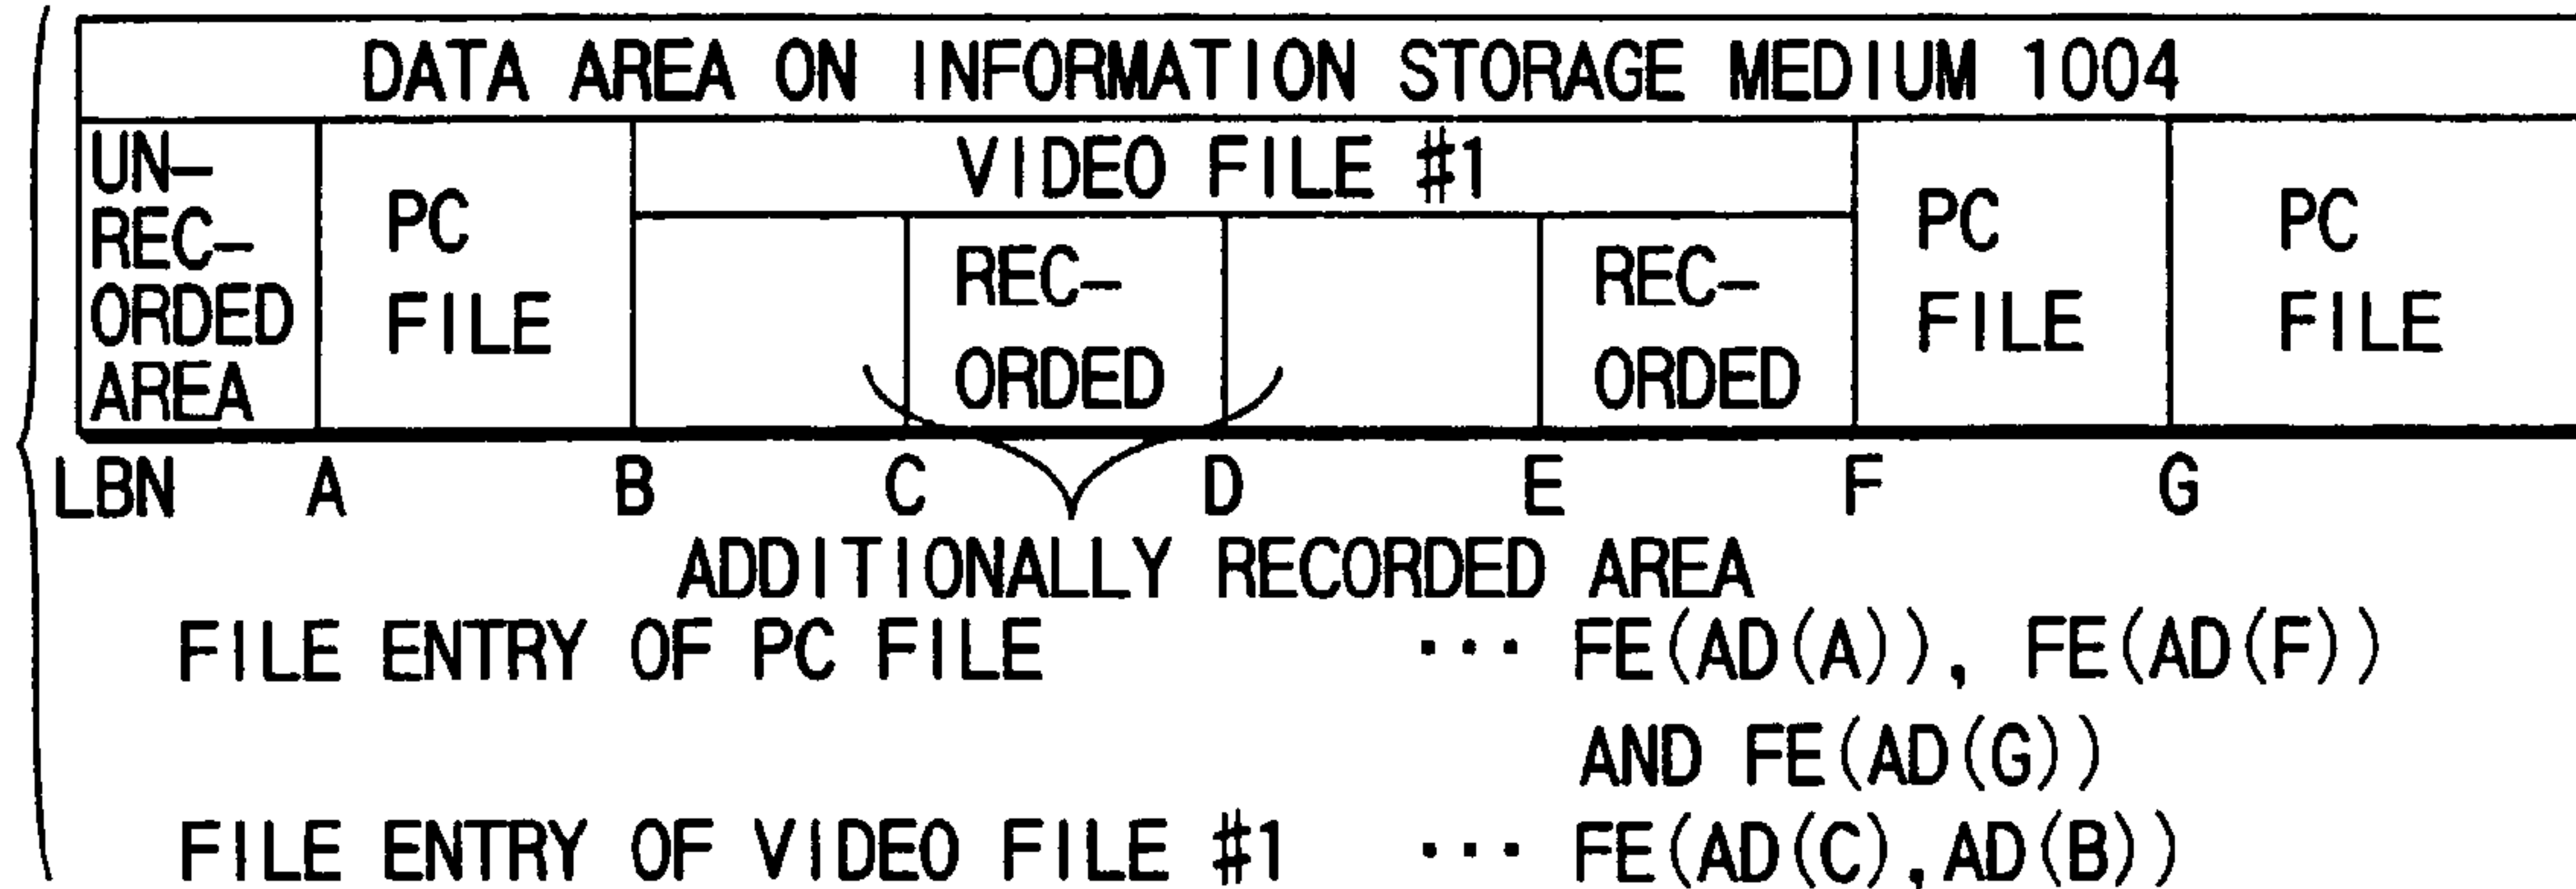 DATA AREA ON INFORMATION STORAGE MEDIUM 1004
UN-
REC-
ORDED
AREA
PC
FILE
VIDEO FILE #1
REC-
ORDED
REC-
ORDED
PC
FILE
PC
FILE
LBN A B C D E F G
ADDITIONALLY RECORDED AREA
FILE ENTRY OF PC FILE ··· FE(AD(A)), FE(AD(F))
AND FE(AD(G))
FILE ENTRY OF VIDEO FILE #1 ··· FE(AD(C),AD(B))